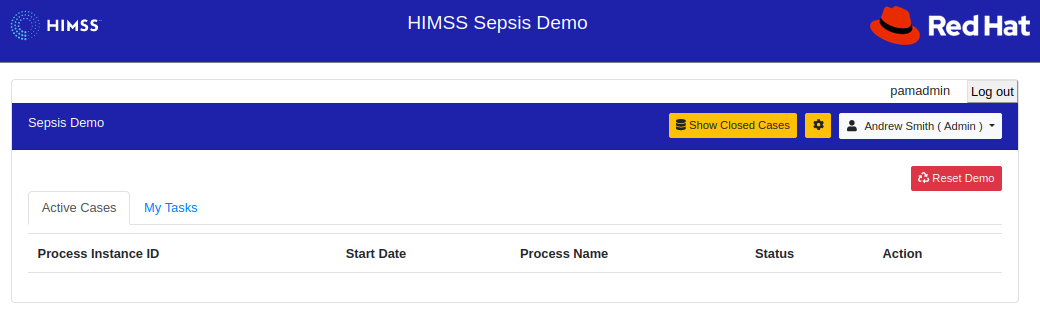 HIMSS
HIMSS Sepsis Demo
Red Hat
pamadmin
Log out
Sepsis Demo
Show Closed Cases
Andrew Smith ( Admin )
Reset Demo
Active Cases
My Tasks
Process Instance ID
Start Date
Process Name
Status
Action